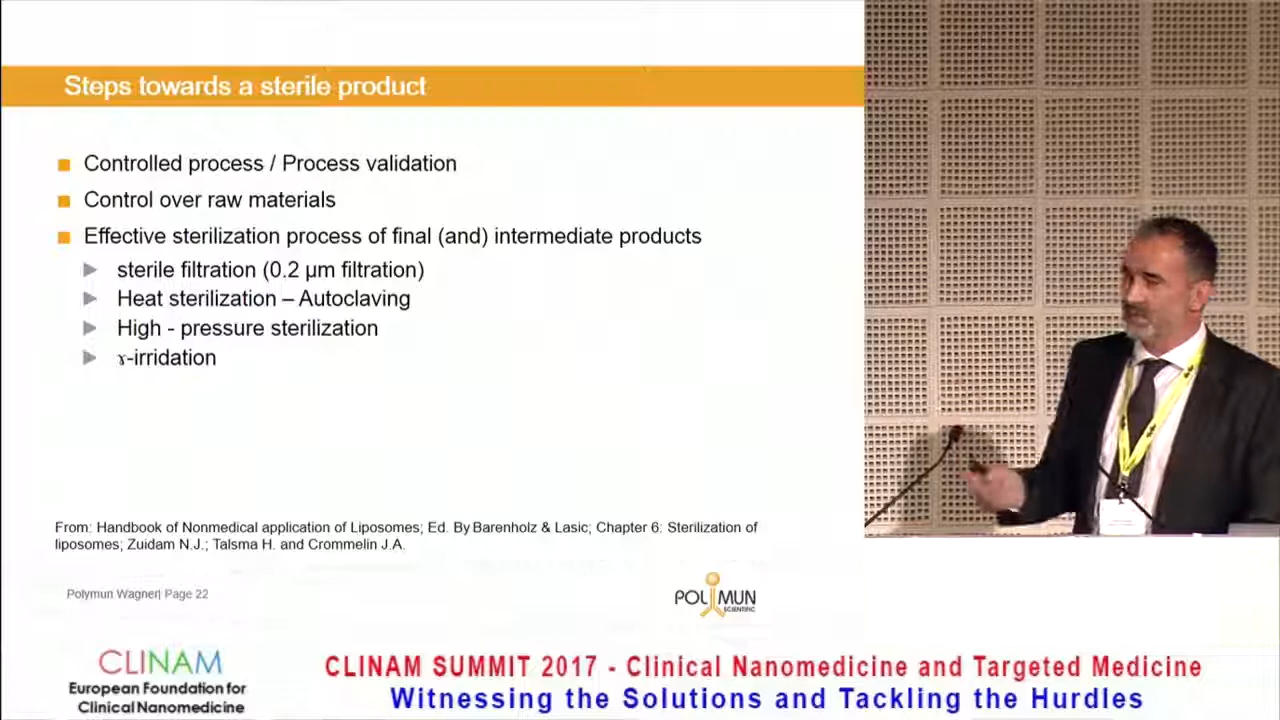 Steps towards a sterile product
Controlled process / Process validation
Control over raw materials
Effective sterilization process of final (and) intermediate products
sterile filtration (0.2 µm filtration)
Heat sterilization – Autoclaving
High - pressure sterilization
ɤ-irridation
From: Handbook of Nonmedical application of Liposomes; Ed. By Barenholz & Lasic; Chapter 6: Sterilization of
liposomes; Zuidam N.J.; Talsma H. and Crommelin J.A.
Polymun Wagner| Page 22
POLYMUN
SCIENTIFIC
CLINAM
European Foundation for
Clinical Nanomedicine
CLINAM SUMMIT 2017 - Clinical Nanomedicine and Targeted Medicine
Witnessing the Solutions and Tackling the Hurdles